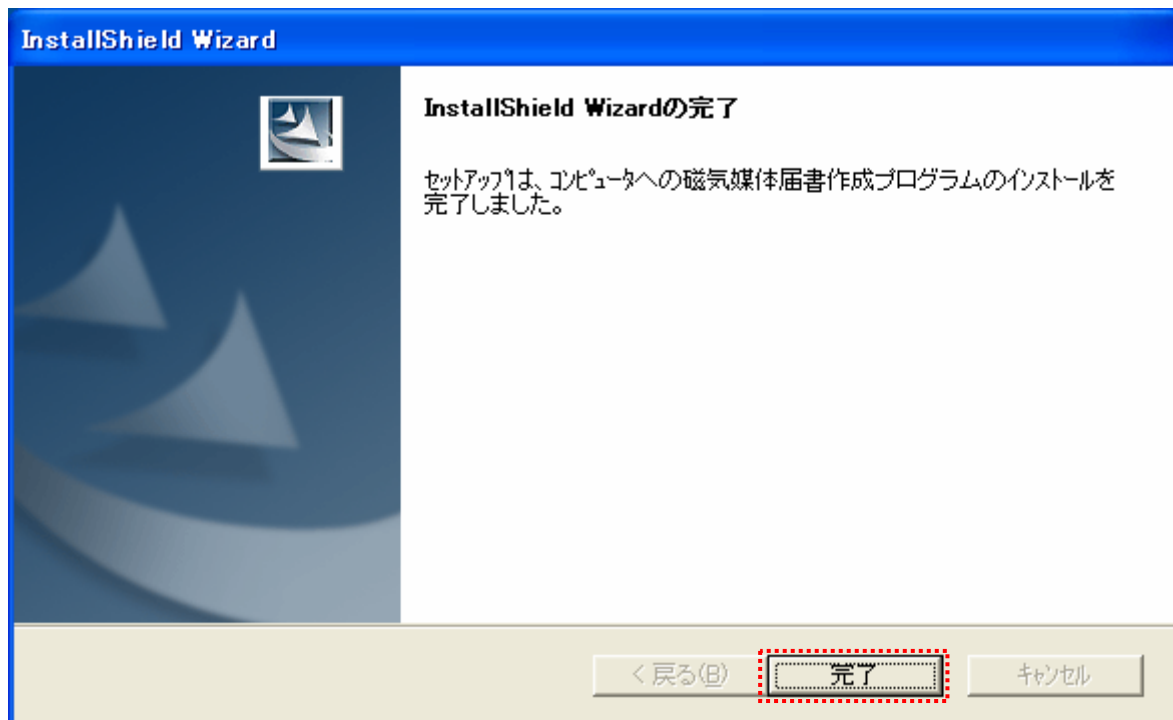 InstallShield Wizard
InstallShield Wizardの完了
セットアップは、コンピュータへの磁気媒体届書作成プログラムのインストールを
完了しました。
< 戻る(B)
完了
キャンセル